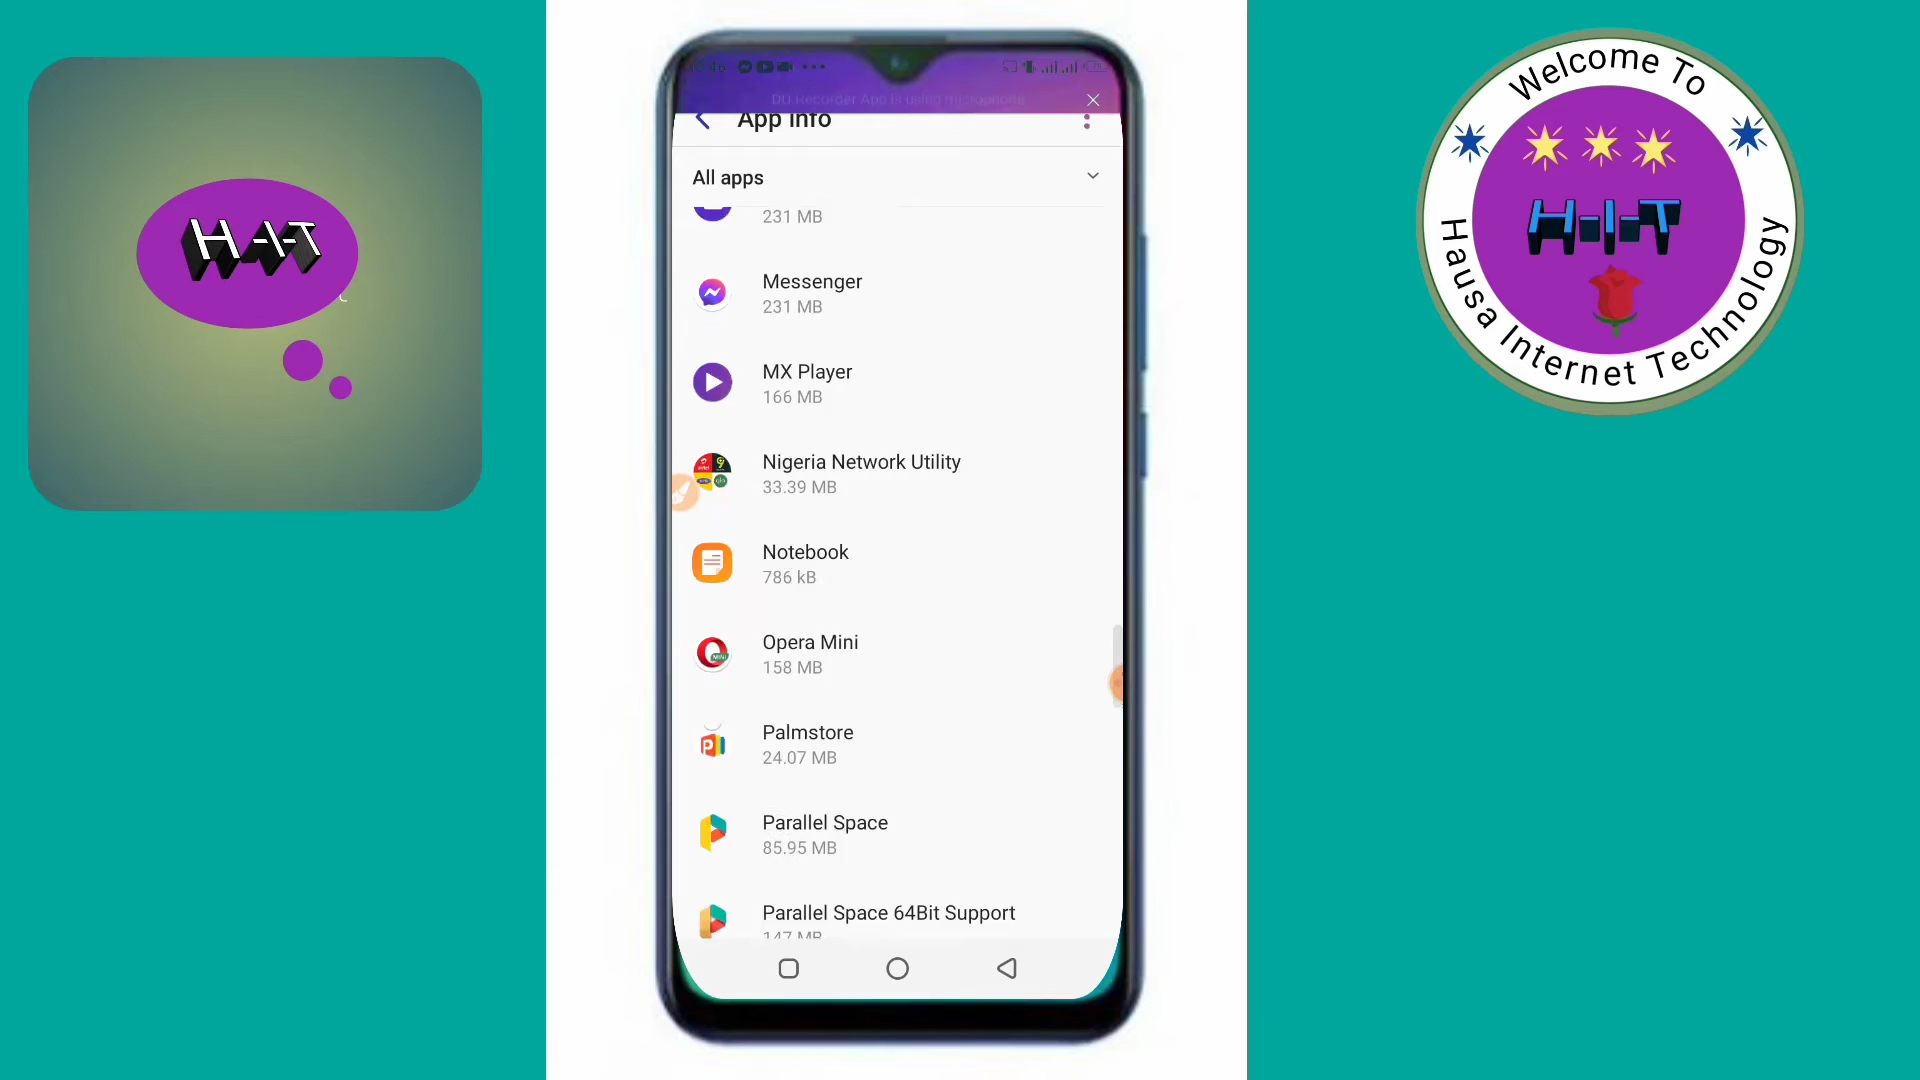 H-I-T
DU Recorder App is using microphone
App info
All apps
231 MB
Messenger
231 MB
MX Player
166 MB
Nigeria Network Utility
33.39 MB
Notebook
786 kB
Opera Mini
158 MB
Palmstore
24.07 MB
Parallel Space
85.95 MB
Parallel Space 64Bit Support
147 MB
Welcome To
H-I-T
Hausa Internet Technology